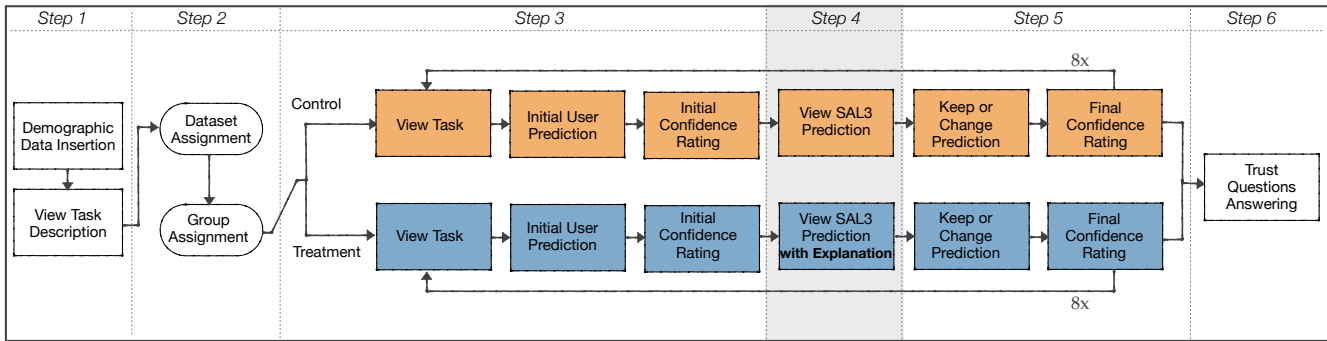 Step 1
Step 2
Step 3
Step 4
Step 5
Step 6
Demographic
Data Insertion
View Task
Description
Dataset
Assignment
Group
Assignment
Control
Treatment
8x
View Task
Initial User
Prediction
Initial
Confidence
Rating
View SAL3
Prediction
Keep or
Change
Prediction
Final
Confidence
Rating
View Task
Initial User
Prediction
Initial
Confidence
Rating
View SAL3
Prediction
with Explanation
Keep or
Change
Prediction
Final
Confidence
Rating
8x
Trust
Questions
Answering